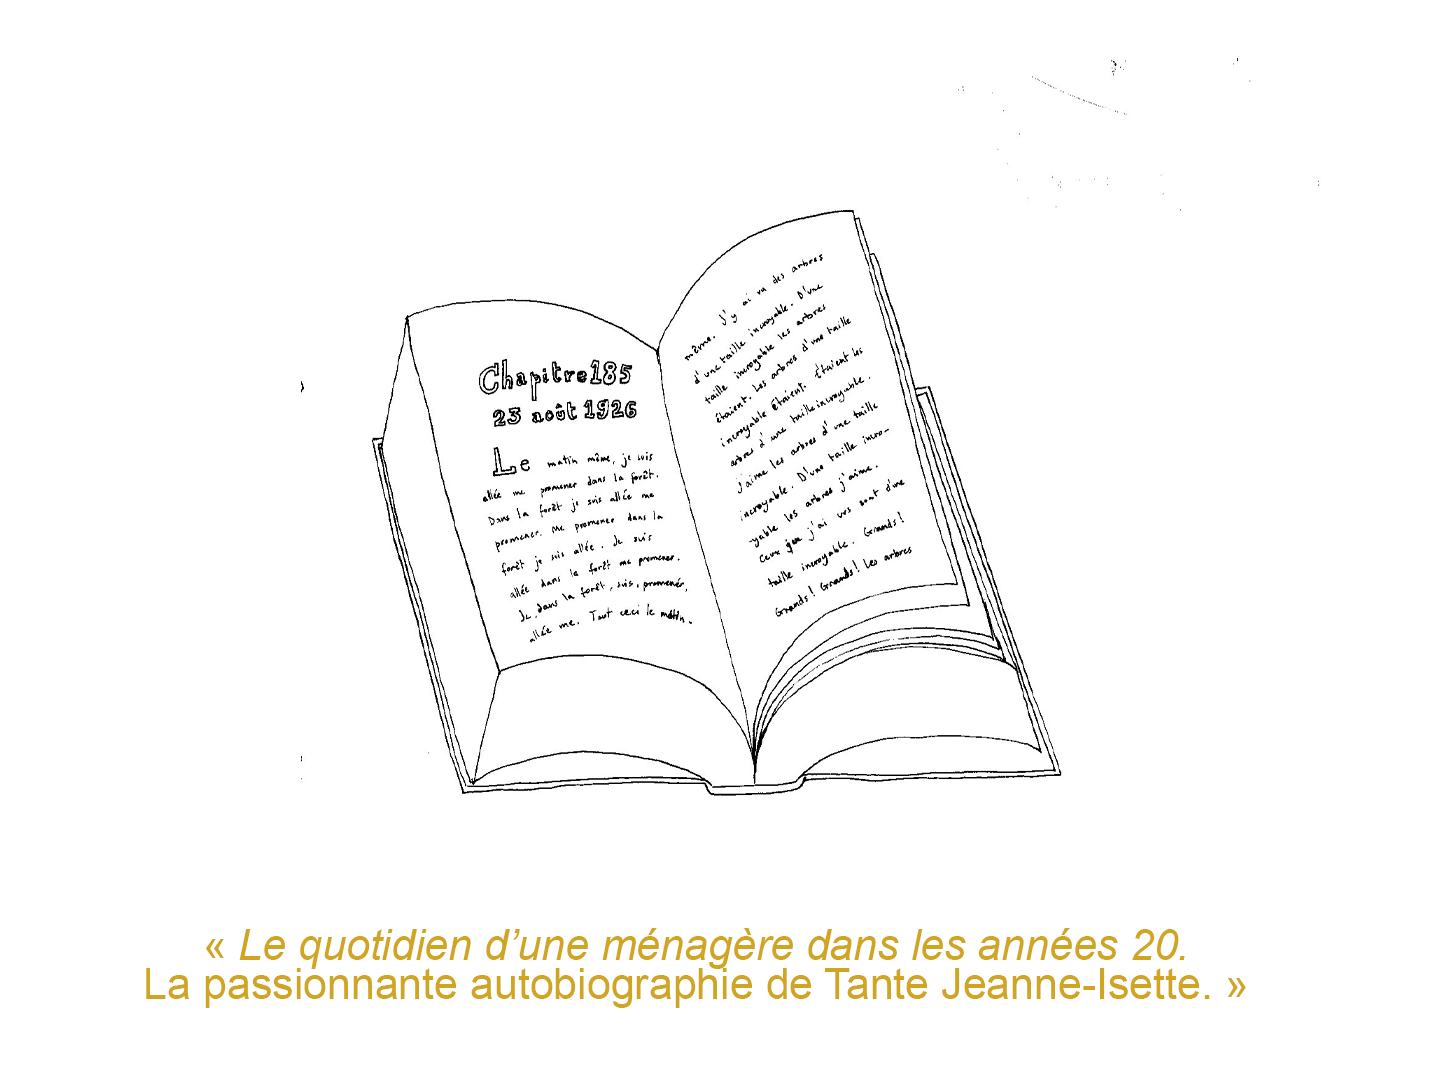 Chapitre 185
23 août 1926
Le matin même, je suis
allée me promener dans la forêt.
Dans la forêt je suis allée me
promener. Me promener dans la
forêt je suis allée. Je suis
allée dans la forêt me promener.
Je, dans la forêt, suis, promener,
allée me. Tout ceci le matin-
même. J'y ai vu des arbres
d'une taille incroyable. D'une
taille incroyable les arbres
étaient. Les arbres d'une taille
incroyable étaient. Etaient les
arbres d'une taille incroyable.
J'aime les arbres d'une taille
incroyable. D'une taille incro-
yable les arbres j'aime.
Ceux j'ai vus sont d'une
taille incroyable. Grands!
Grands! Grands! Les arbres
« Le quotidien d’une ménagère dans les années 20.
La passionnante autobiographie de Tante Jeanne-Isette. »